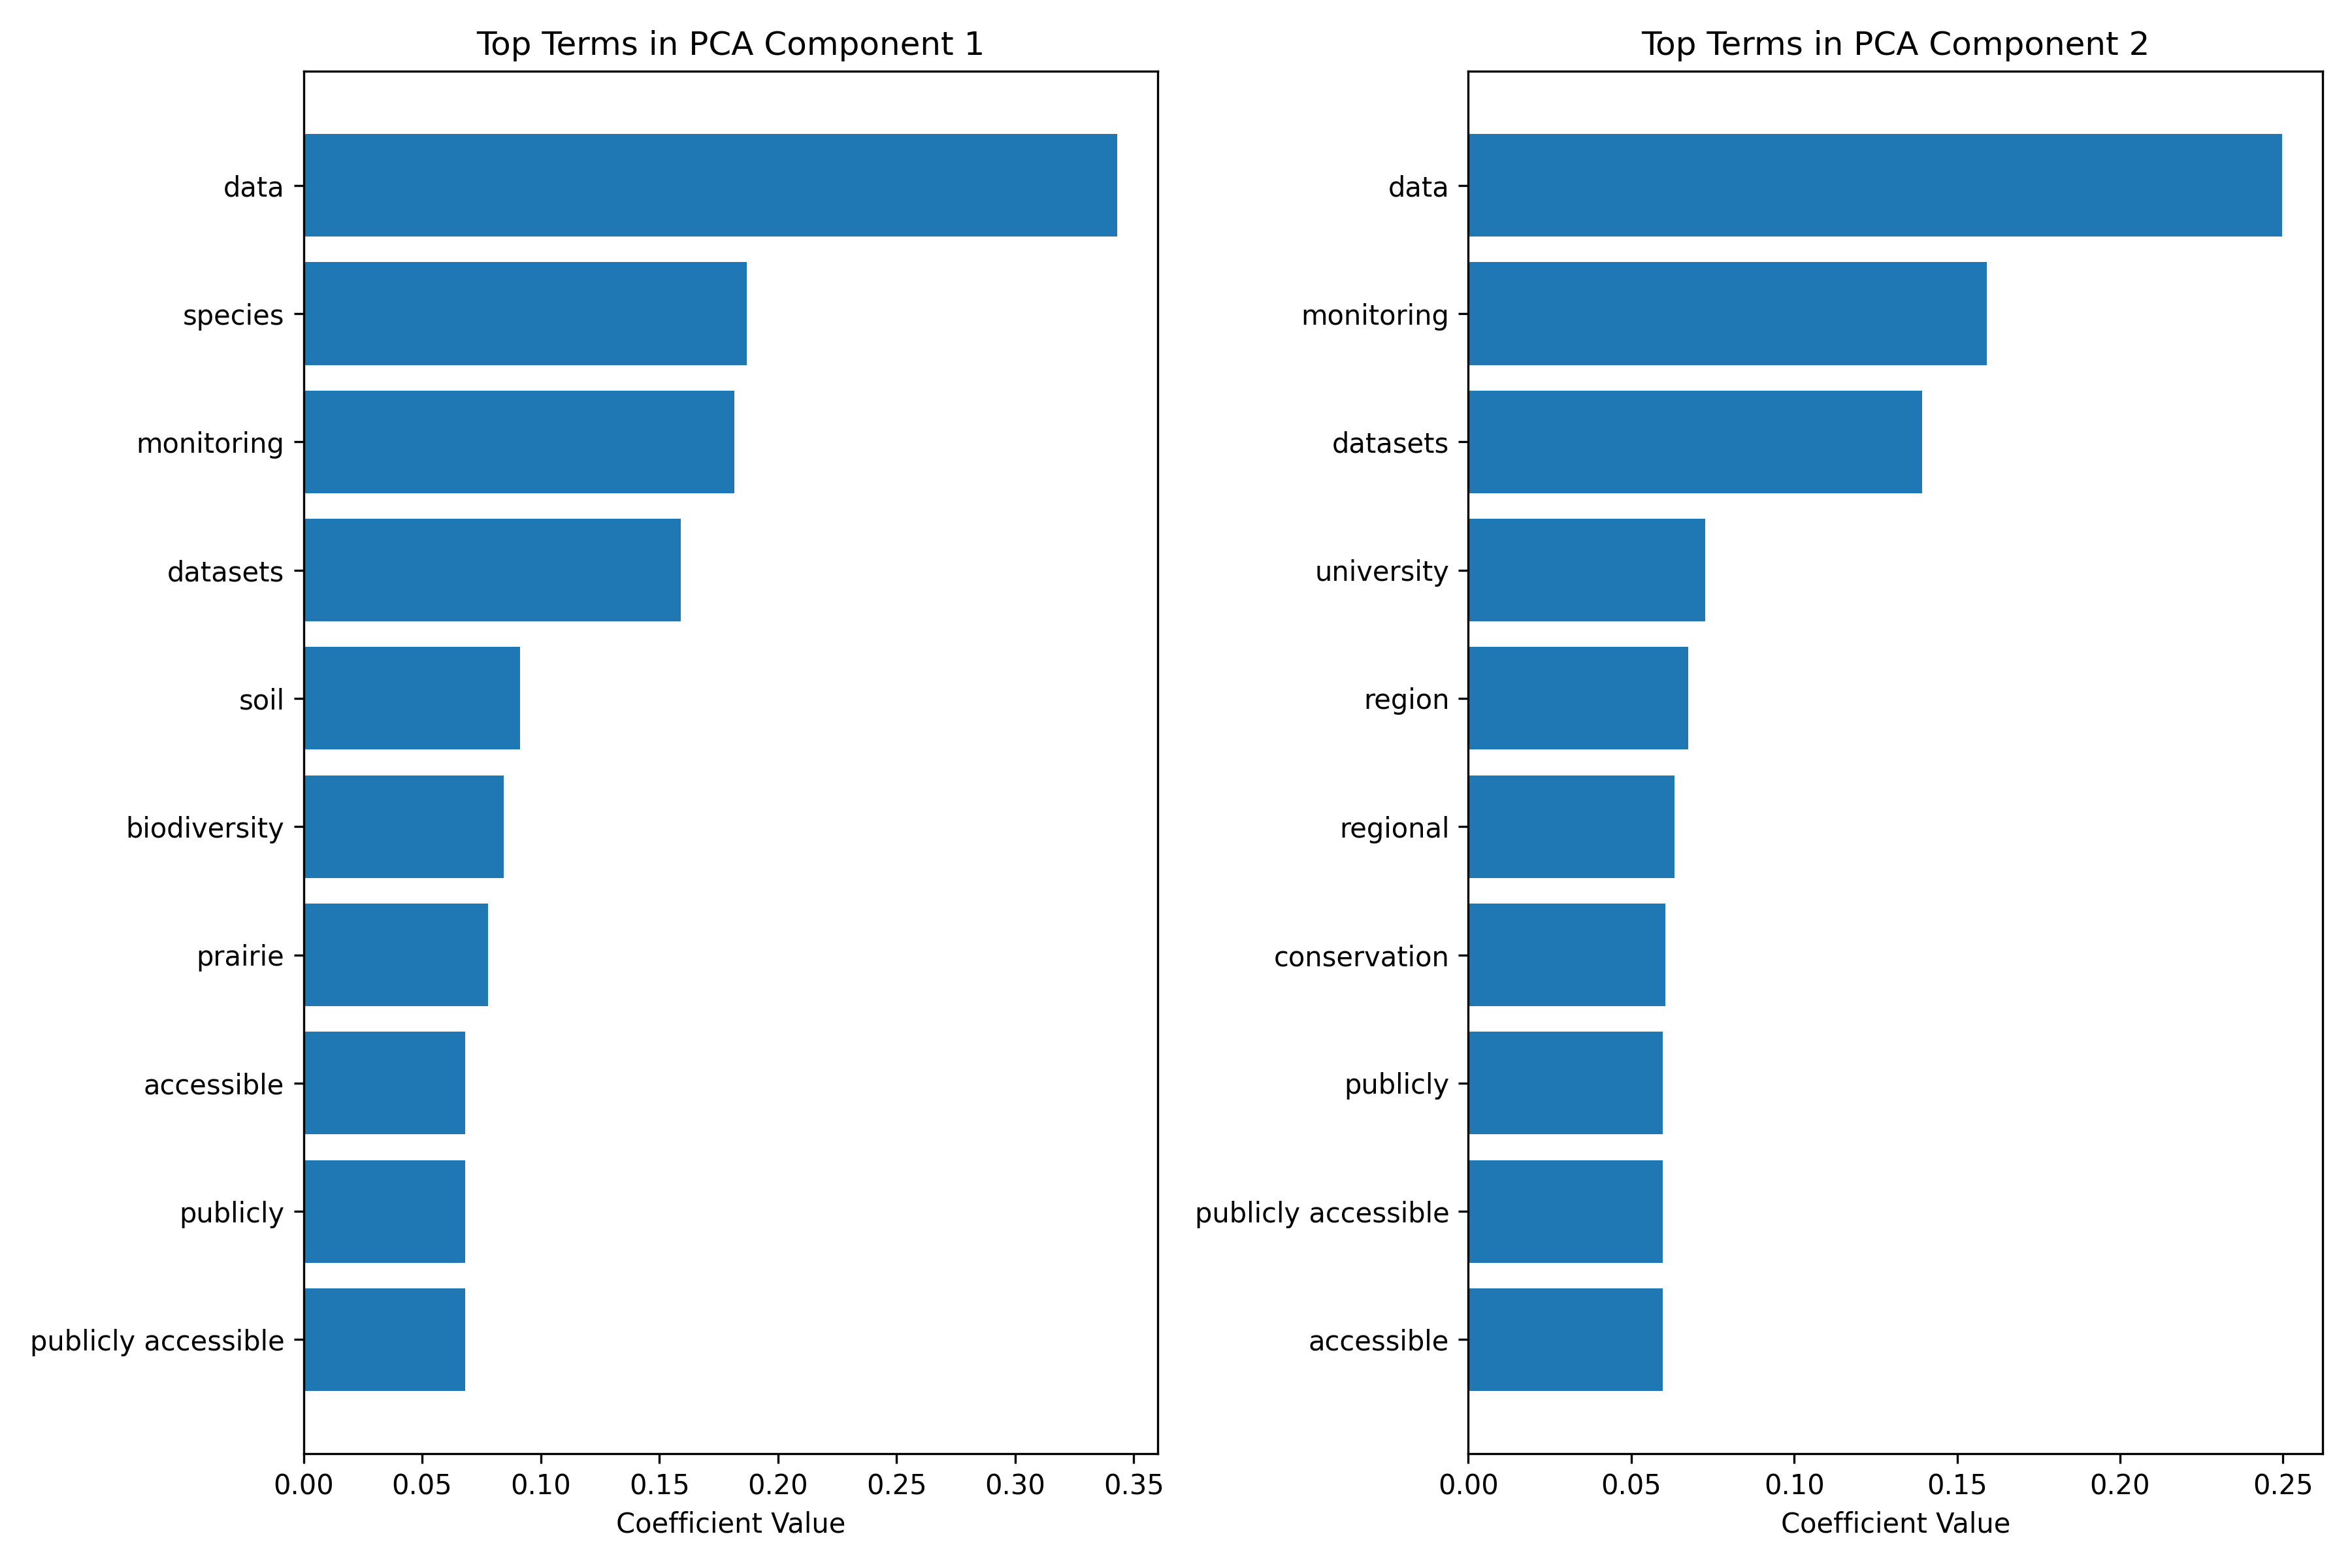 Top Terms in PCA Component 1
data
species
monitoring
datasets
soil
biodiversity
prairie
accessible
publicly
publicly accessible
0.00 0.05 0.10 0.15 0.20 0.25 0.30 0.35
Coefficient Value
Top Terms in PCA Component 2
data
monitoring
datasets
university
region
regional
conservation
publicly
publicly accessible
accessible
0.00 0.05 0.10 0.15 0.20 0.25
Coefficient Value